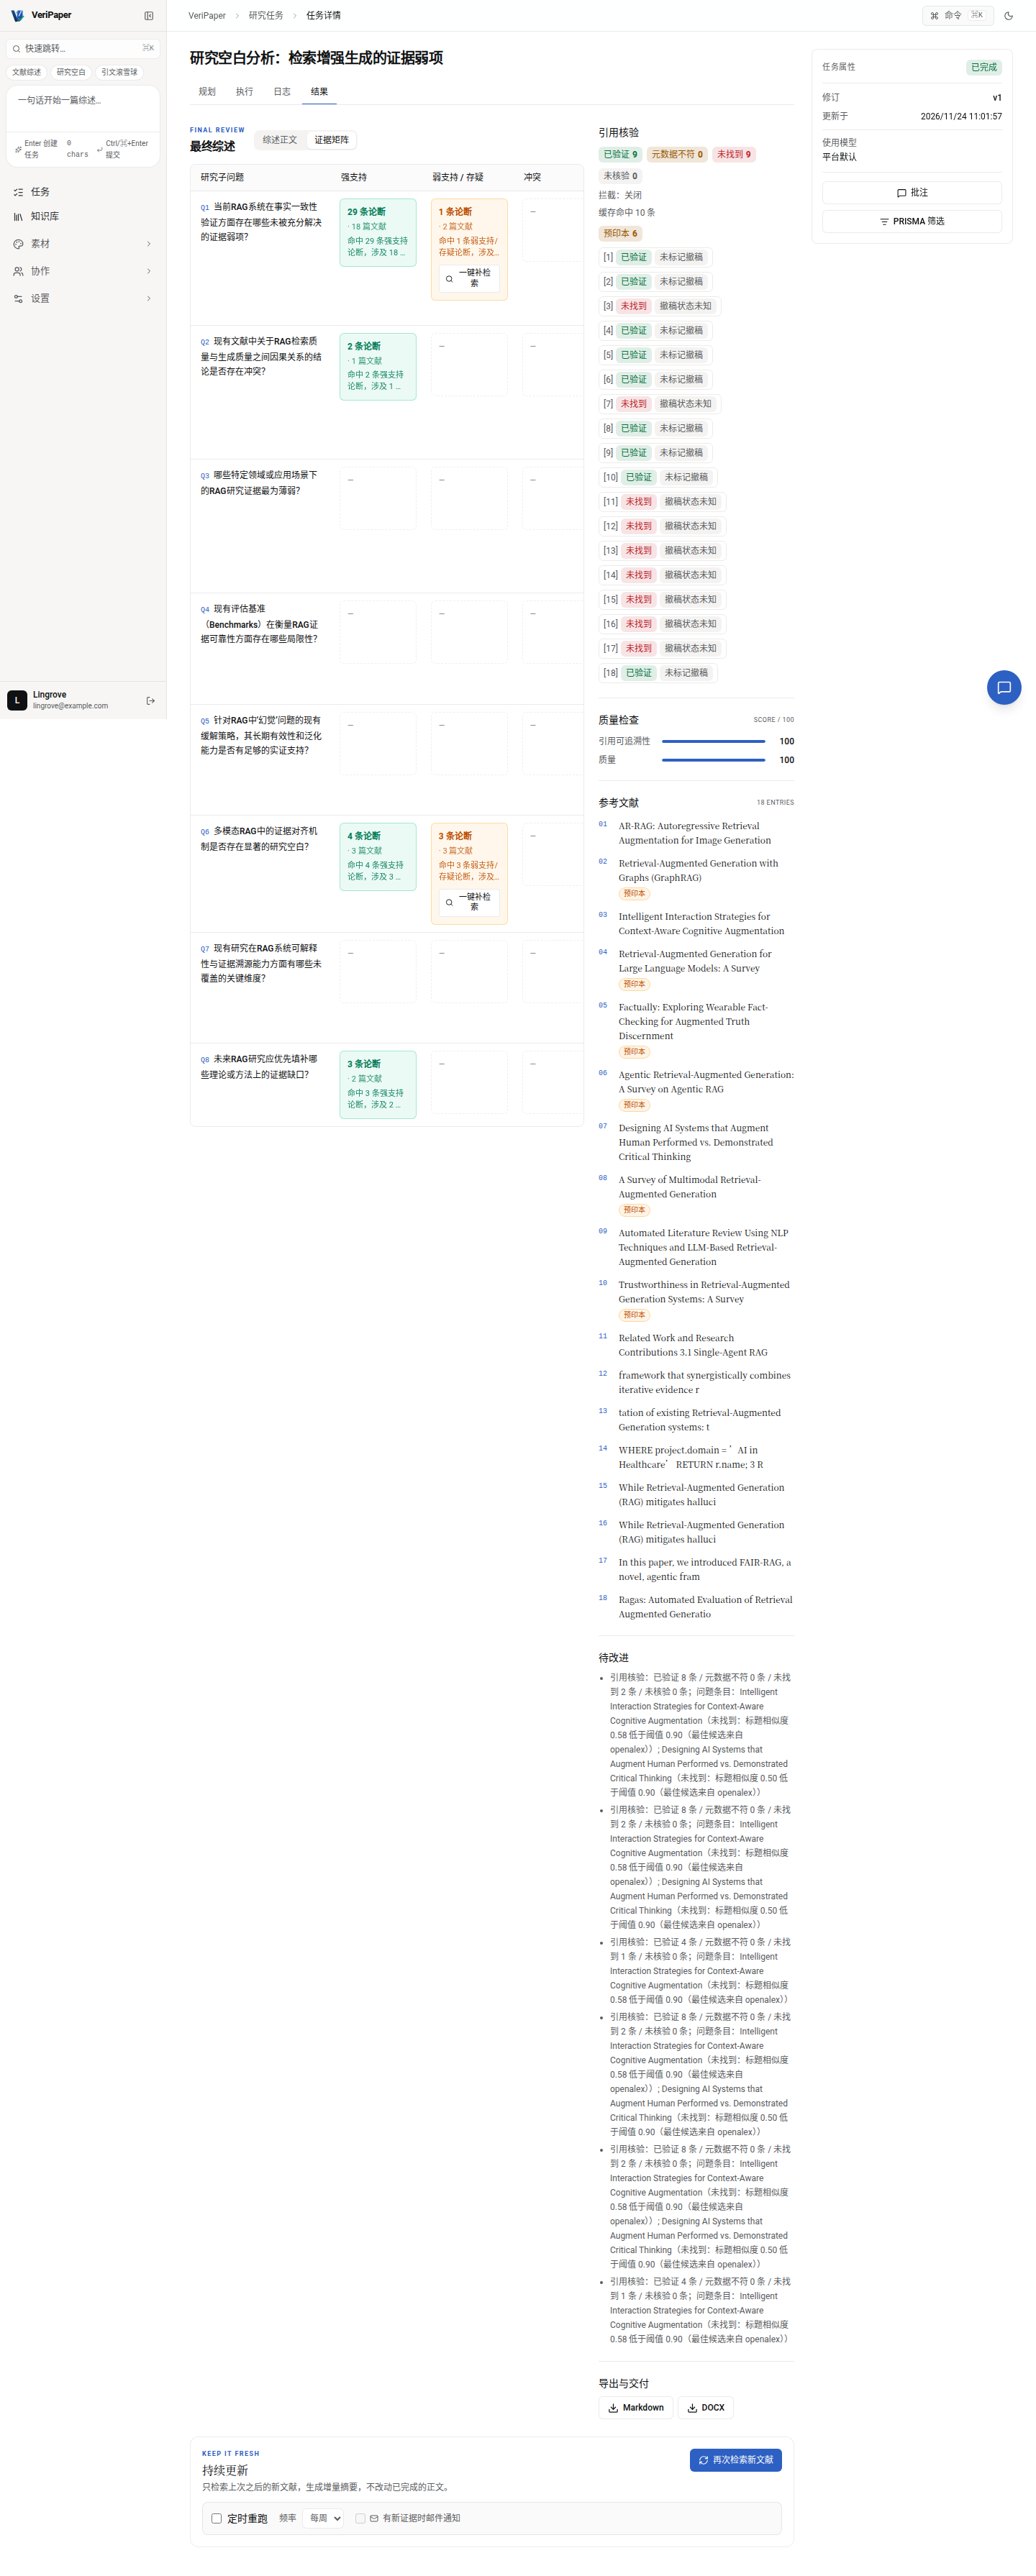 VeriPaper
快速跳转… ⌘K
文献综述 研究空白 引文滚雪球
一句话开始一篇综述…
Enter 创建任务 0 chars Ctrl/⌘+Enter 提交
任务
知识库
素材
协作
设置
L Lingrove
lingrove@example.com
VeriPaper > 研究任务 > 任务详情
⌘ 命令 ⌘K
研究空白分析：检索增强生成的证据弱项
规划 执行 日志 结果
FINAL REVIEW
最终综述
综述正文 证据矩阵
研究子问题 强支持 弱支持 / 存疑 冲突
Q1 当前RAG系统在事实一致性
验证方面存在哪些未被充分解决
的证据弱项？
29 条论断
· 18 篇文献
命中 29 条强支持
论断，涉及 18 ...
1 条论断
· 2 篇文献
命中 1 条弱支持/
存疑论断，涉及...
一键补检
索
—
Q2 现有文献中关于RAG检索质
量与生成质量之间因果关系的结
论是否存在冲突？
2 条论断
· 1 篇文献
命中 2 条强支持
论断，涉及 1 ...
—
—
Q3 哪些特定领域或应用场景下
的RAG研究证据最为薄弱？
—
—
—
Q4 现有评估基准
（Benchmarks）在衡量RAG证
据可靠性方面存在哪些局限性？
—
—
—
Q5 针对RAG中‘幻觉’问题的现有
缓解策略，其长期有效性和泛化
能力是否有足够的实证支持？
—
—
—
Q6 多模态RAG中的证据对齐机
制是否存在显著的研究空白？
4 条论断
· 3 篇文献
命中 4 条强支持
论断，涉及 3 ...
3 条论断
· 3 篇文献
命中 3 条弱支持/
存疑论断，涉及...
一键补检
索
—
Q7 现有研究在RAG系统可解释
性与证据溯源能力方面有哪些未
覆盖的关键维度？
—
—
—
Q8 未来RAG研究应优先填补哪
些理论或方法上的证据缺口？
3 条论断
· 2 篇文献
命中 3 条强支持
论断，涉及 2 ...
—
—
引用核验
已验证 9 元数据不符 0 未找到 9
未核验 0
拦截：关闭
缓存命中 10 条
预印本 6
[1] 已验证 未标记撤稿
[2] 已验证 未标记撤稿
[3] 未找到 撤稿状态未知
[4] 已验证 未标记撤稿
[5] 已验证 未标记撤稿
[6] 已验证 未标记撤稿
[7] 未找到 撤稿状态未知
[8] 已验证 未标记撤稿
[9] 已验证 未标记撤稿
[10] 已验证 未标记撤稿
[11] 未找到 撤稿状态未知
[12] 未找到 撤稿状态未知
[13] 未找到 撤稿状态未知
[14] 未找到 撤稿状态未知
[15] 未找到 撤稿状态未知
[16] 未找到 撤稿状态未知
[17] 未找到 撤稿状态未知
[18] 已验证 未标记撤稿
质量检查 SCORE / 100
引用可追溯性 100
质量 100
参考文献 18 ENTRIES
01 AR-RAG: Autoregressive Retrieval
Augmentation for Image Generation
02 Retrieval-Augmented Generation with
Graphs (GraphRAG)
预印本
03 Intelligent Interaction Strategies for
Context-Aware Cognitive Augmentation
04 Retrieval-Augmented Generation for
Large Language Models: A Survey
预印本
05 Factually: Exploring Wearable Fact-
Checking for Augmented Truth
Discernment
预印本
06 Agentic Retrieval-Augmented Generation:
A Survey on Agentic RAG
预印本
07 Designing AI Systems that Augment
Human Performed vs. Demonstrated
Critical Thinking
08 A Survey of Multimodal Retrieval-
Augmented Generation
预印本
09 Automated Literature Review Using NLP
Techniques and LLM-Based Retrieval-
Augmented Generation
10 Trustworthiness in Retrieval-Augmented
Generation Systems: A Survey
预印本
11 Related Work and Research
Contributions 3.1 Single-Agent RAG
12 framework that synergistically combines
iterative evidence r
13 tation of existing Retrieval-Augmented
Generation systems: t
14 WHERE project.domain = ’AI in
Healthcare’ RETURN r.name; 3 R
15 While Retrieval-Augmented Generation
(RAG) mitigates halluci
16 While Retrieval-Augmented Generation
(RAG) mitigates halluci
17 In this paper, we introduced FAIR-RAG, a
novel, agentic fram
18 Ragas: Automated Evaluation of Retrieval
Augmented Generatio
待改进
• 引用核验：已验证 8 条 / 元数据不符 0 条 / 未找
到 2 条 / 未核验 0 条；问题条目：Intelligent
Interaction Strategies for Context-Aware
Cognitive Augmentation（未找到：标题相似度
0.58 低于阈值 0.90（最佳候选来自
openalex））; Designing AI Systems that
Augment Human Performed vs. Demonstrated
Critical Thinking（未找到：标题相似度 0.50 低
于阈值 0.90（最佳候选来自 openalex））
• 引用核验：已验证 8 条 / 元数据不符 0 条 / 未找
到 2 条 / 未核验 0 条；问题条目：Intelligent
Interaction Strategies for Context-Aware
Cognitive Augmentation（未找到：标题相似度
0.58 低于阈值 0.90（最佳候选来自
openalex））; Designing AI Systems that
Augment Human Performed vs. Demonstrated
Critical Thinking（未找到：标题相似度 0.50 低
于阈值 0.90（最佳候选来自 openalex））
• 引用核验：已验证 4 条 / 元数据不符 0 条 / 未找
到 1 条 / 未核验 0 条；问题条目：Intelligent
Interaction Strategies for Context-Aware
Cognitive Augmentation（未找到：标题相似度
0.58 低于阈值 0.90（最佳候选来自 openalex））
• 引用核验：已验证 8 条 / 元数据不符 0 条 / 未找
到 2 条 / 未核验 0 条；问题条目：Intelligent
Interaction Strategies for Context-Aware
Cognitive Augmentation（未找到：标题相似度
0.58 低于阈值 0.90（最佳候选来自
openalex））; Designing AI Systems that
Augment Human Performed vs. Demonstrated
Critical Thinking（未找到：标题相似度 0.50 低
于阈值 0.90（最佳候选来自 openalex））
• 引用核验：已验证 8 条 / 元数据不符 0 条 / 未找
到 2 条 / 未核验 0 条；问题条目：Intelligent
Interaction Strategies for Context-Aware
Cognitive Augmentation（未找到：标题相似度
0.58 低于阈值 0.90（最佳候选来自
openalex））; Designing AI Systems that
Augment Human Performed vs. Demonstrated
Critical Thinking（未找到：标题相似度 0.50 低
于阈值 0.90（最佳候选来自 openalex））
• 引用核验：已验证 4 条 / 元数据不符 0 条 / 未找
到 1 条 / 未核验 0 条；问题条目：Intelligent
Interaction Strategies for Context-Aware
Cognitive Augmentation（未找到：标题相似度
0.58 低于阈值 0.90（最佳候选来自 openalex））
导出与交付
Markdown DOCX
KEEP IT FRESH
持续更新
只检索上次之后的新文献，生成增量摘要，不改动已完成的正文。
再次检索新文献
定时重跑 频率 每周 有新证据时邮件通知
任务属性 已完成
修订 v1
更新于 2026/11/24 11:01:57
使用模型
平台默认
批注
PRISMA 筛选